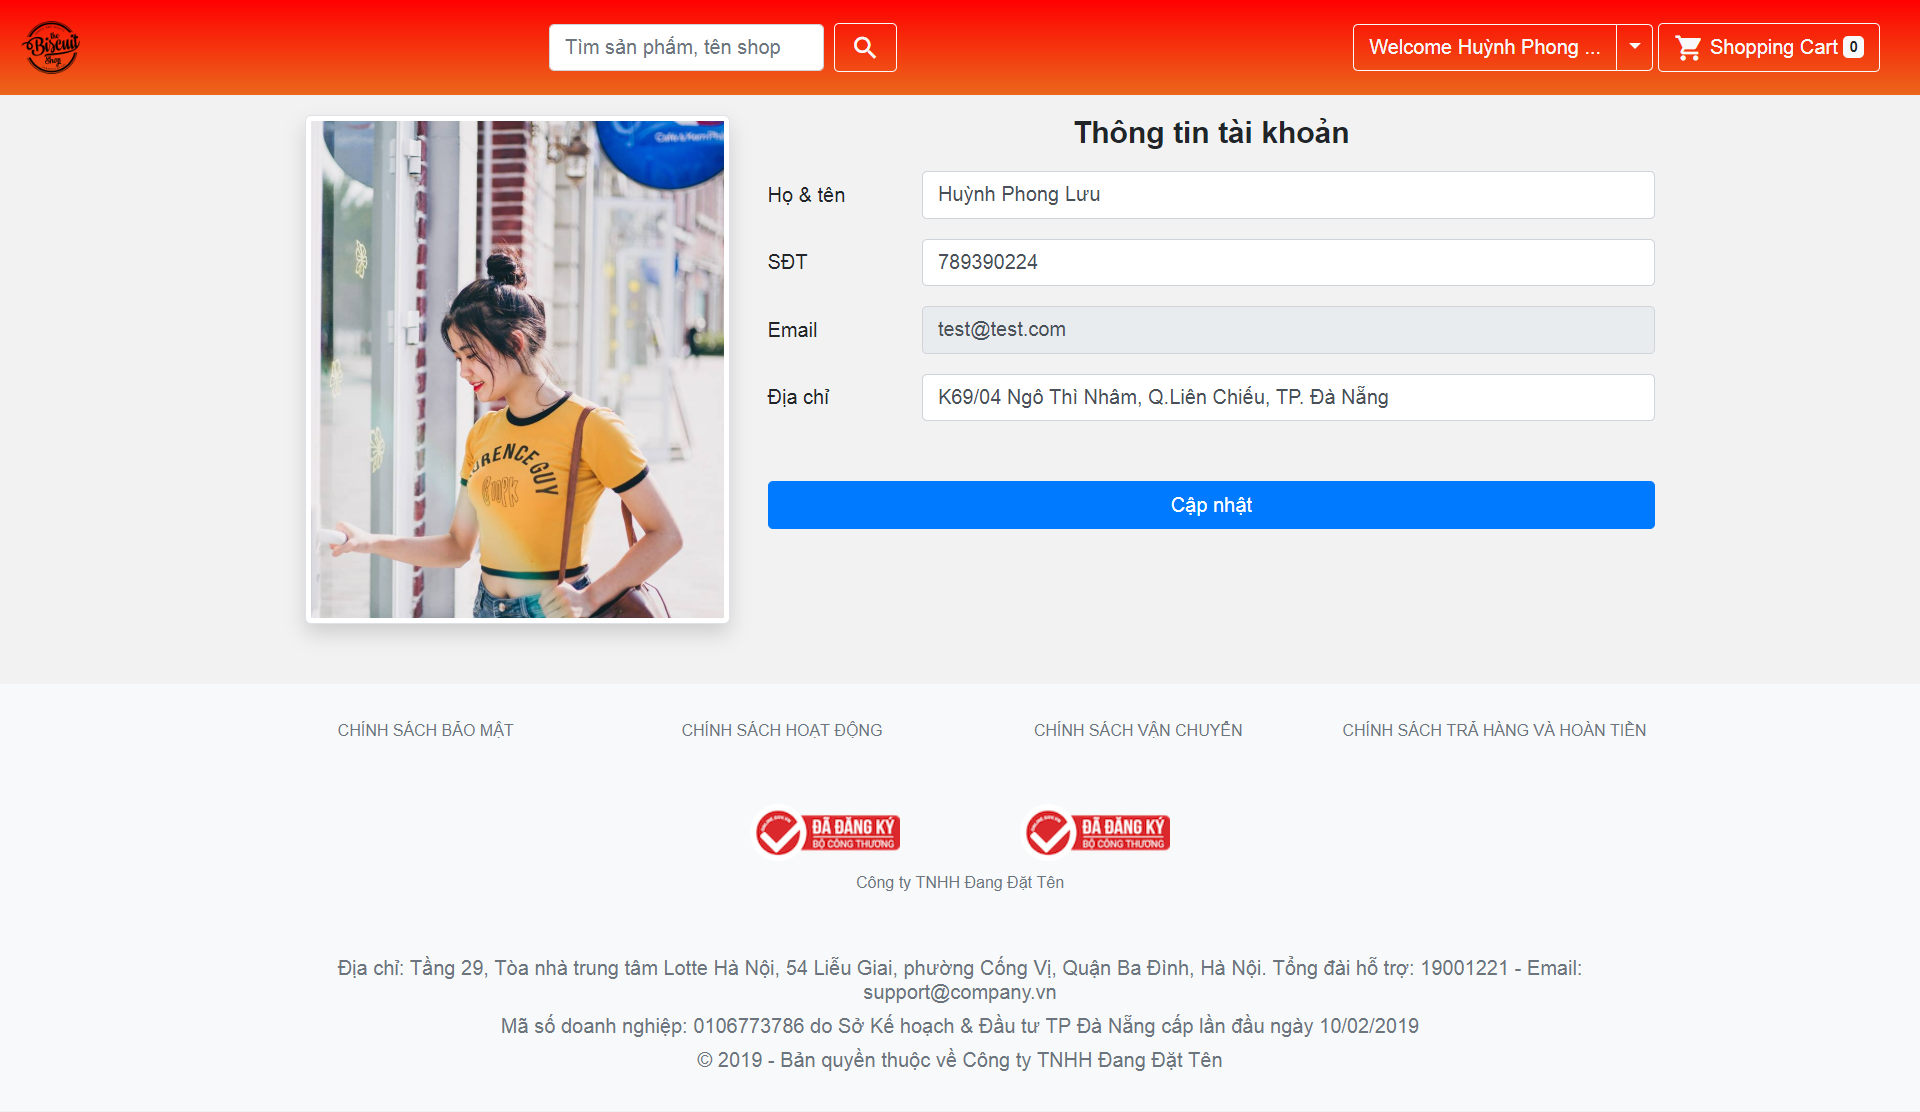 the
Biscuit
Shop
Tìm sản phẩm, tên shop
Welcome Huỳnh Phong ...
Shopping Cart 0
Thông tin tài khoản
Họ & tên
Huỳnh Phong Lưu
SĐT
789390224
Email
test@test.com
Địa chỉ
K69/04 Ngô Thì Nhâm, Q.Liên Chiếu, TP. Đà Nẵng
Cập nhật
RENCE GUY
CHÍNH SÁCH BẢO MẬT
CHÍNH SÁCH HOẠT ĐỘNG
CHÍNH SÁCH VẬN CHUYỂN
CHÍNH SÁCH TRẢ HÀNG VÀ HOÀN TIỀN
ĐÃ ĐĂNG KÝ
BỘ CÔNG THƯƠNG
ĐÃ ĐĂNG KÝ
BỘ CÔNG THƯƠNG
Công ty TNHH Đang Đặt Tên
Địa chỉ: Tầng 29, Tòa nhà trung tâm Lotte Hà Nội, 54 Liễu Giai, phường Cống Vị, Quận Ba Đình, Hà Nội. Tổng đài hỗ trợ: 19001221 - Email:
support@company.vn
Mã số doanh nghiệp: 0106773786 do Sở Kế hoạch & Đầu tư TP Đà Nẵng cấp lần đầu ngày 10/02/2019
© 2019 - Bản quyền thuộc về Công ty TNHH Đang Đặt Tên